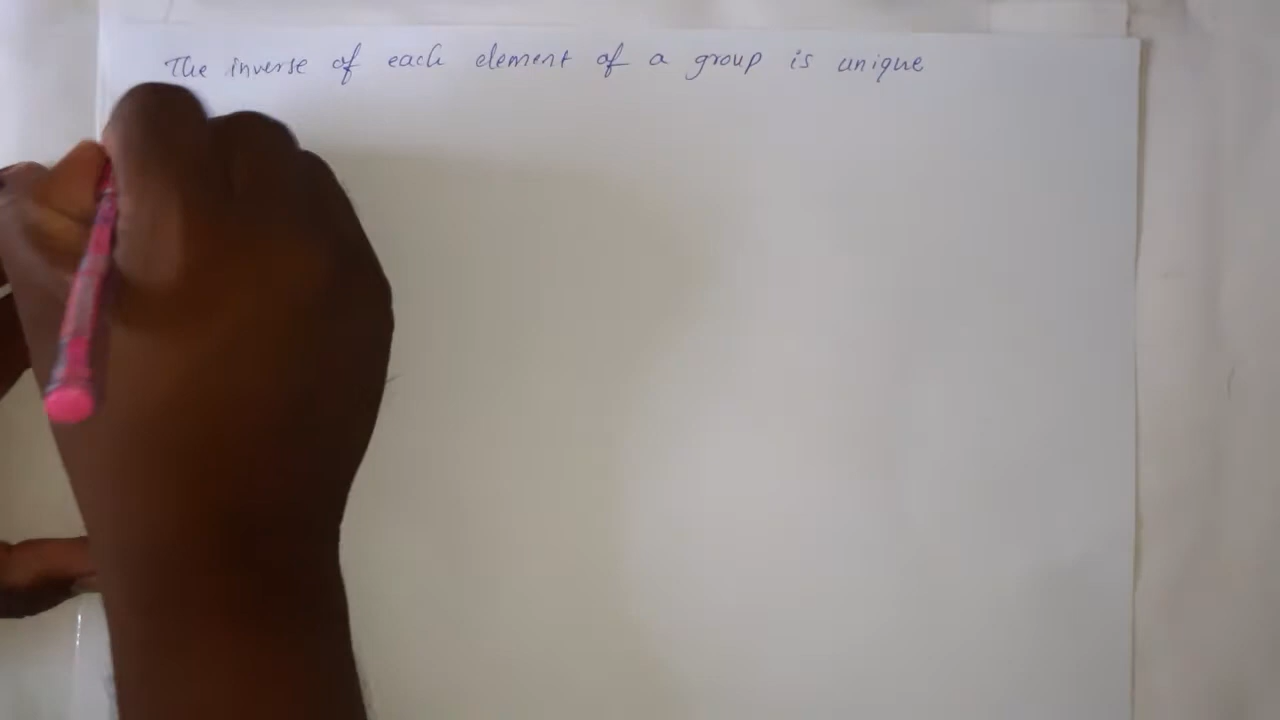 The inverse of each element of a group is unique